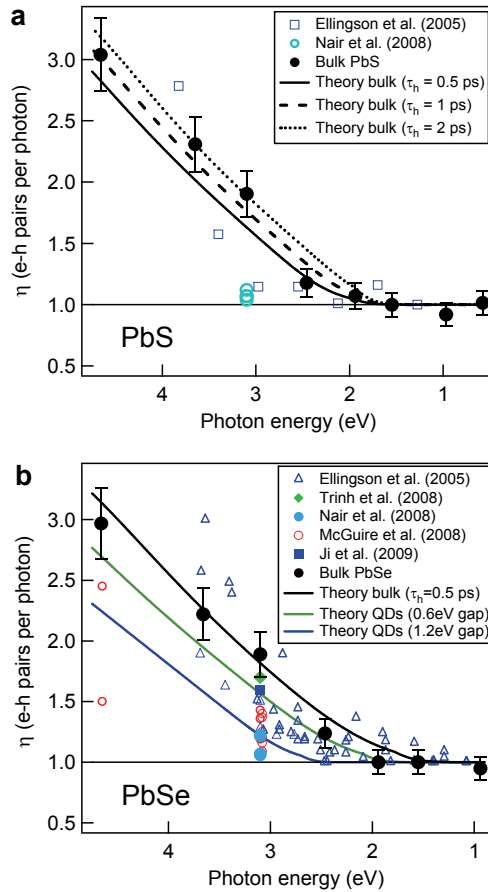 a
Ellingson et al. (2005)
Nair et al. (2008)
Bulk PbS
Theory bulk (τh = 0.5 ps)
Theory bulk (τh = 1 ps)
Theory bulk (τh = 2 ps)
3.0
2.5
2.0
1.5
1.0
0.5
η (e-h pairs per photon)
PbS
4
3
2
1
Photon energy (eV)
b
Ellingson et al. (2005)
Trinh et al. (2008)
Nair et al. (2008)
McGuire et al. (2008)
Ji et al. (2009)
Bulk PbSe
Theory bulk (τh=0.5 ps)
Theory QDs (0.6eV gap)
Theory QDs (1.2eV gap)
3.0
2.5
2.0
1.5
1.0
0.5
η (e-h pairs per photon)
PbSe
4
3
2
1
Photon energy (eV)